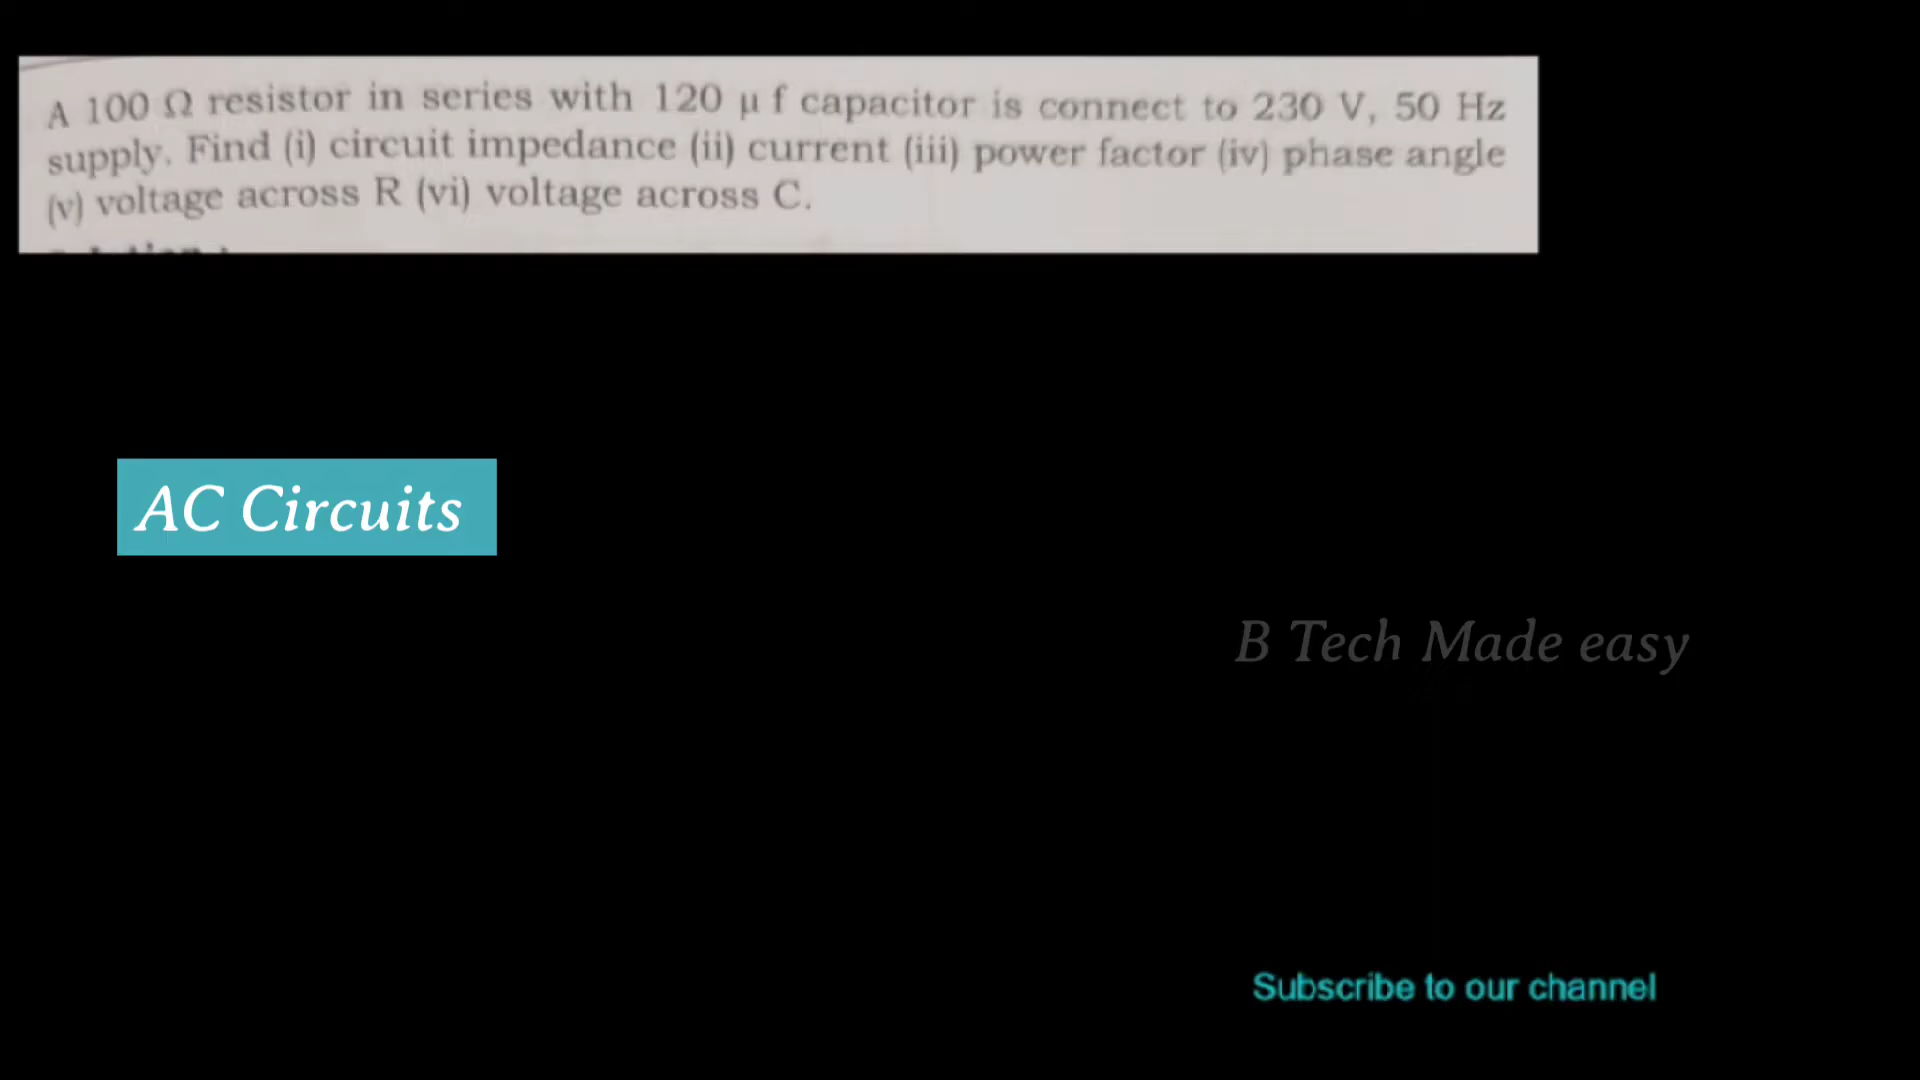 A 100 Ω resistor in series with 120 μ f capacitor is connect to 230 V, 50 Hz
supply. Find (i) circuit impedance (ii) current (iii) power factor (iv) phase angle
(v) voltage across R (vi) voltage across C.
AC Circuits
B Tech Made easy
Subscribe to our channel